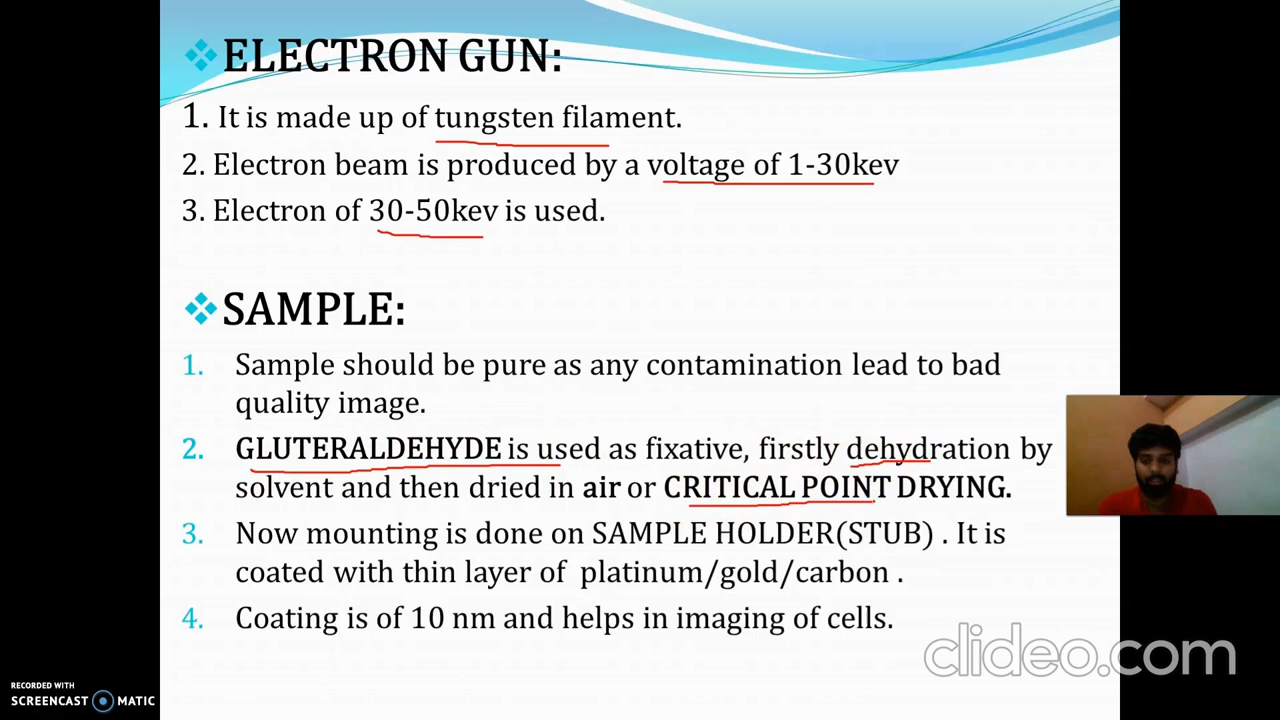 ELECTRON GUN:
1. It is made up of tungsten filament.
2. Electron beam is produced by a voltage of 1-30kev
3. Electron of 30-50kev is used.
SAMPLE:
1. Sample should be pure as any contamination lead to bad
quality image.
2. GLUTERALDEHYDE is used as fixative, firstly dehydration by
solvent and then dried in air or CRITICAL POINT DRYING.
3. Now mounting is done on SAMPLE HOLDER(STUB) . It is
coated with thin layer of platinum/gold/carbon .
4. Coating is of 10 nm and helps in imaging of cells.
clideo.com
RECORDED WITH
SCREENCAST MATIC